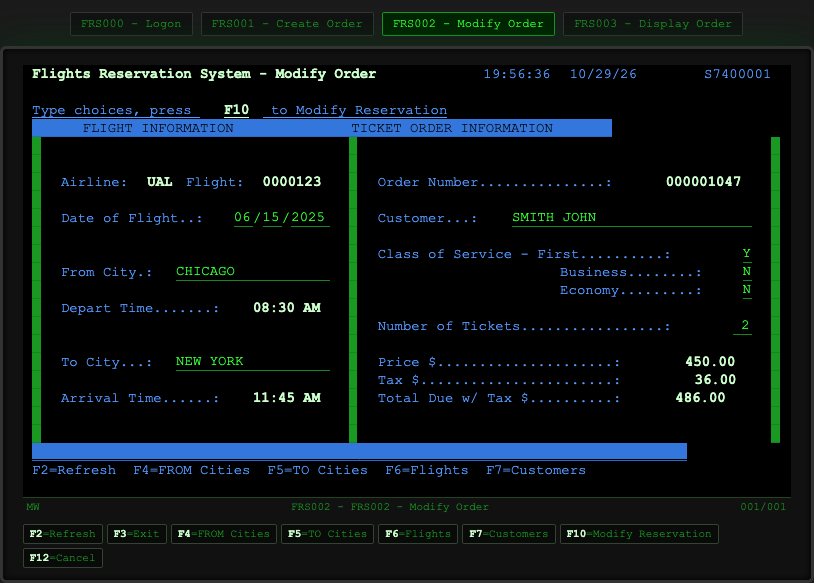 FRS000 - Logon FRS001 - Create Order FRS002 - Modify Order FRS003 - Display Order
Flights Reservation System - Modify Order 19:56:36 10/29/26 S7400001
Type choices, press F10 to Modify Reservation
FLIGHT INFORMATION TICKET ORDER INFORMATION
Airline: UAL Flight: 0000123 Order Number..............: 000001047
Date of Flight..: 06/15/2025 Customer...: SMITH JOHN
Class of Service - First..........: Y
From City.: CHICAGO Business........: N
Economy.........: N
Depart Time.......: 08:30 AM
Number of Tickets.................: 2
To City...: NEW YORK Price $.....................: 450.00
Tax $.......................: 36.00
Arrival Time......: 11:45 AM Total Due w/ Tax $..........: 486.00
F2=Refresh F4=FROM Cities F5=TO Cities F6=Flights F7=Customers
MW FRS002 - FRS002 - Modify Order 001/001
F2=Refresh F3=Exit F4=FROM Cities F5=TO Cities F6=Flights F7=Customers F10=Modify Reservation
F12=Cancel